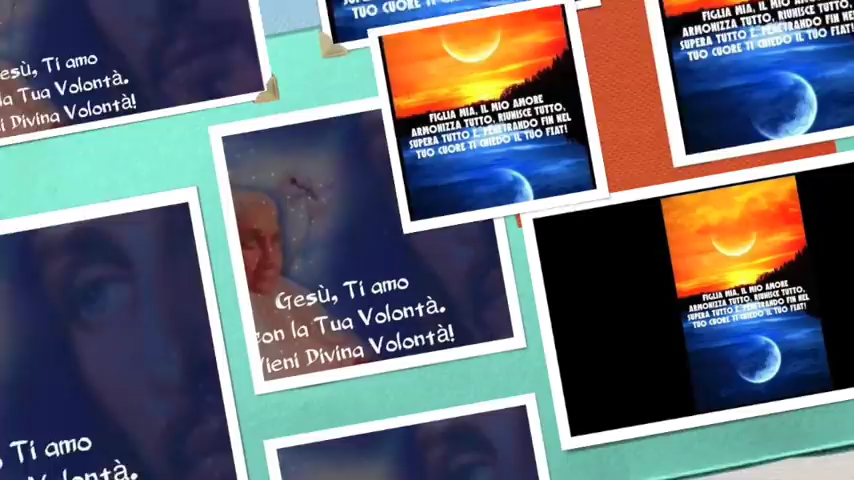 esù, Ti amo
la Tua Volontà.
ni Divina Volontà!
TUO CUORE TI CHIEDO IL TUO FIAT!
FIGLIA MIA, IL MIO AMORE
ARMONIZZA TUTTO, RIUNISCE TUTTO,
SUPERA TUTTO E, PENETRANDO FIN NEL
TUO CUORE TI CHIEDO IL TUO FIAT!
FIGLIA MIA, IL MIO AMORE
ARMONIZZA TUTTO, RIUNISCE TUTTO,
SUPERA TUTTO E, PENETRANDO FIN NEL
TUO CUORE TI CHIEDO IL TUO FIAT!
Gesù, Ti amo
con la Tua Volontà.
Vieni Divina Volontà!
FIGLIA MIA, IL MIO AMORE
ARMONIZZA TUTTO, RIUNISCE TUTTO,
SUPERA TUTTO E, PENETRANDO FIN NEL
TUO CUORE TI CHIEDO IL TUO FIAT!
Ti amo
Volontà.